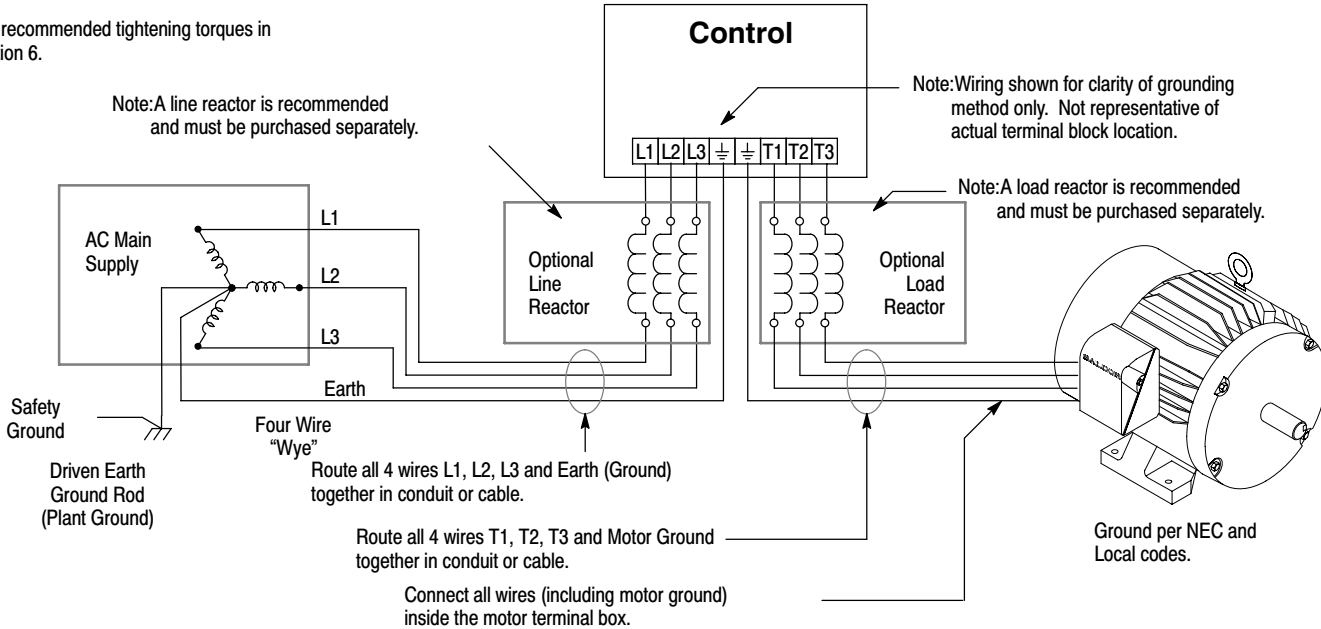 recommended tightening torques in
ion 6.
Control
Note:A line reactor is recommended
and must be purchased separately.
Note:Wiring shown for clarity of grounding
method only. Not representative of
actual terminal block location.
L1 L2 L3 T1 T2 T3
Note:A load reactor is recommended
and must be purchased separately.
AC Main
Supply
L1
L2
L3
Earth
Optional
Line
Reactor
Optional
Load
Reactor
BALDOR
Safety
Ground
Four Wire
“Wye”
Driven Earth
Ground Rod
(Plant Ground)
Route all 4 wires L1, L2, L3 and Earth (Ground)
together in conduit or cable.
Route all 4 wires T1, T2, T3 and Motor Ground
together in conduit or cable.
Connect all wires (including motor ground)
inside the motor terminal box.
Ground per NEC and
Local codes.